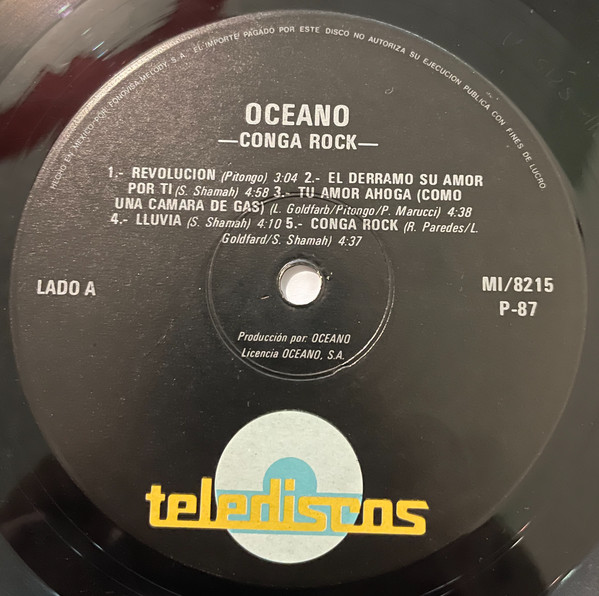 HECHO EN MEXICO POR FONOVISA-MELODY S.A. EL IMPORTE PAGADO POR ESTE DISCO NO AUTORIZA SU EJECUCION PUBLICA CON FINES DE LUCRO
OCEANO
—CONGA ROCK—
1.- REVOLUCION (Pitongo) 3:04 2.- EL DERRAMO SU AMOR
POR TI (S. Shamah) 4:58 3.- TU AMOR AHOGA (COMO
UNA CAMARA DE GAS) (L. Goldfarb/Pitongo/P. Marucci) 4:38
4.- LLUVIA (S. Shamah) 4:10 5.- CONGA ROCK (R. Paredes/L.
Goldfard/S. Shamah) 4:37
LADO A
MI/8215
P-87
Producción por: OCEANO
Licencia OCEANO, S.A.
telediscos